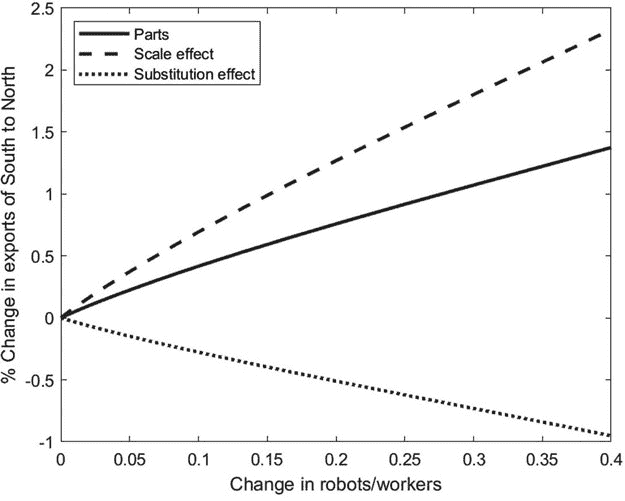 2.5
2
1.5
1
0.5
0
-0.5
-1
% Change in exports of South to North
Parts
Scale effect
Substitution effect
0 0.05 0.1 0.15 0.2 0.25 0.3 0.35 0.4
Change in robots/workers